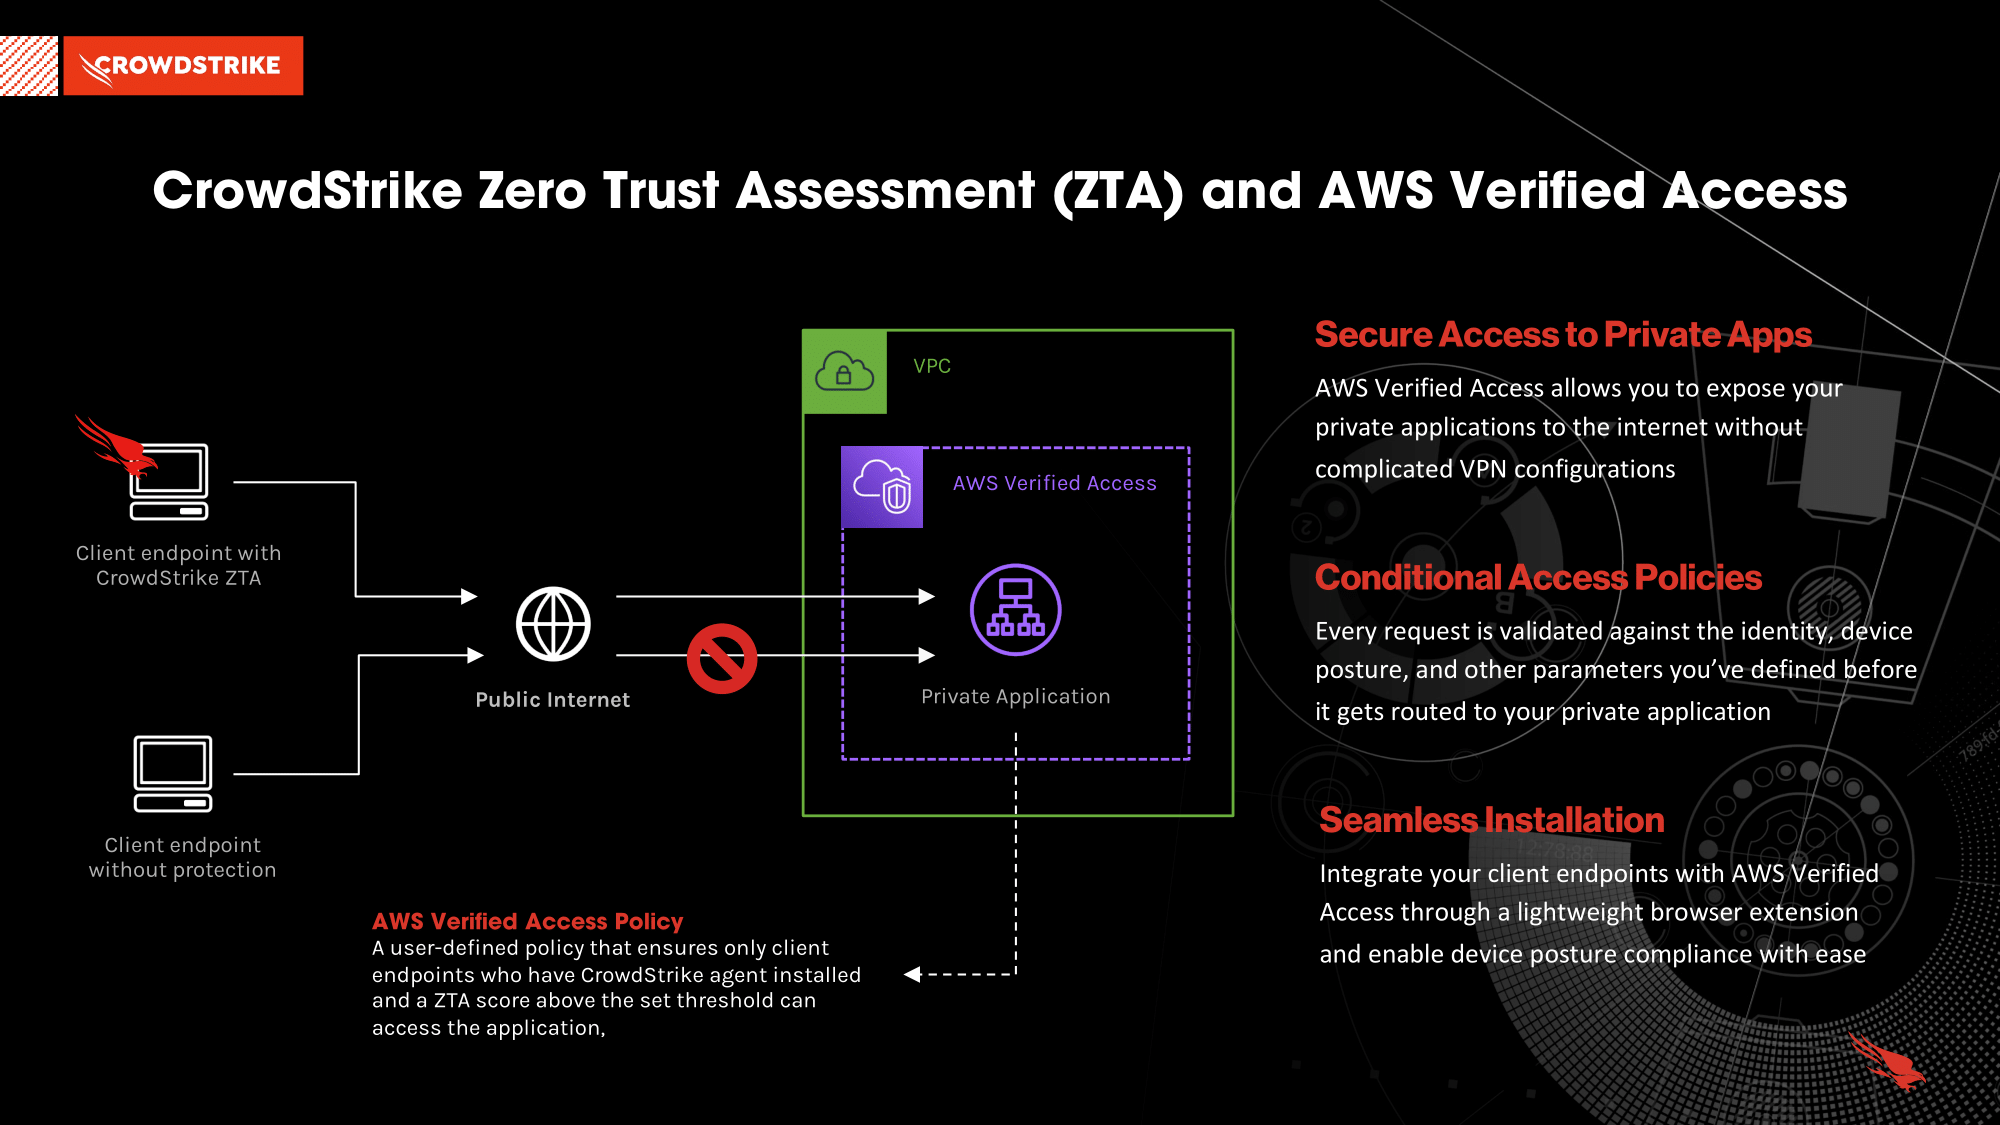 CROWDSTRIKE
CrowdStrike Zero Trust Assessment (ZTA) and AWS Verified Access
VPC
AWS Verified Access
Client endpoint with
CrowdStrike ZTA
Public Internet
Private Application
Client endpoint
without protection
AWS Verified Access Policy
A user-defined policy that ensures only client
endpoints who have CrowdStrike agent installed
and a ZTA score above the set threshold can
access the application,
Secure Access to Private Apps
AWS Verified Access allows you to expose your
private applications to the internet without
complicated VPN configurations
Conditional Access Policies
Every request is validated against the identity, device
posture, and other parameters you’ve defined before
it gets routed to your private application
Seamless Installation
Integrate your client endpoints with AWS Verified
Access through a lightweight browser extension
and enable device posture compliance with ease